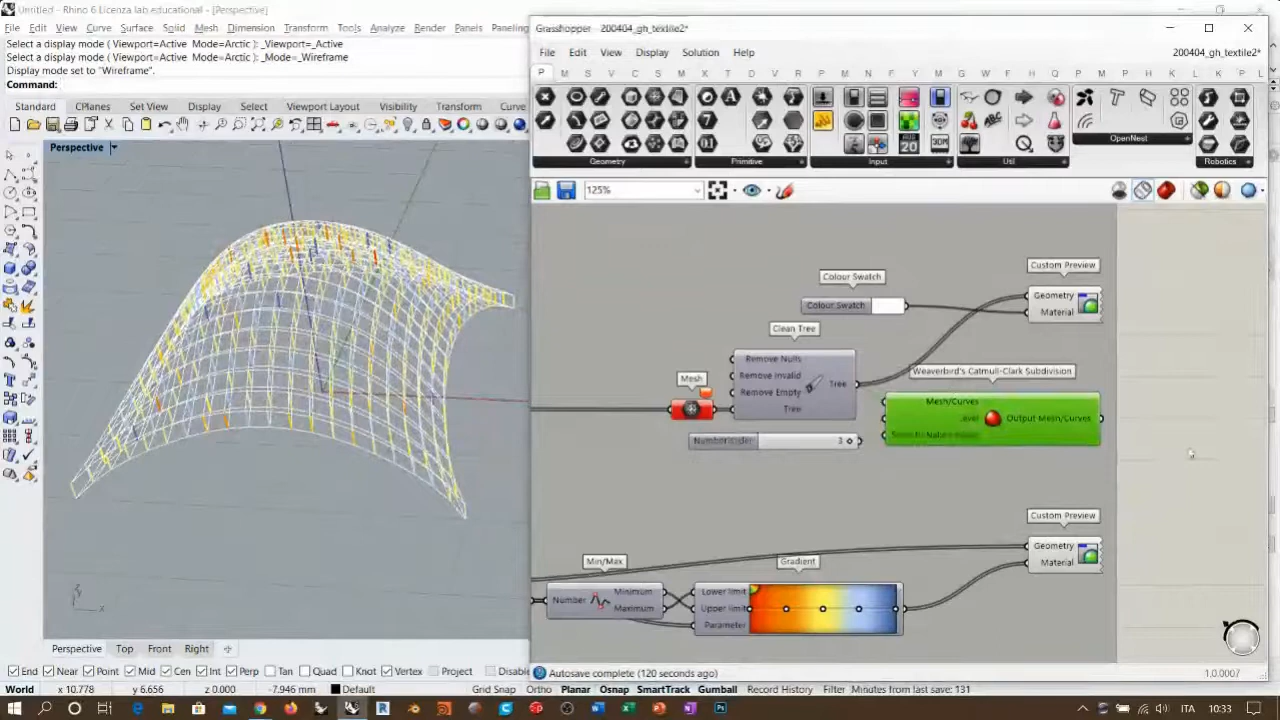 Untitled - Rhino 6 Licenza lab educational - [Perspective]
File Edit View Curve Surface Solid Mesh Dimension Transform Tools Analyze Render Panels Paneling
Select a display mode ( Viewport=Active Mode=Arctic ): _Viewport=_Active
Select a display mode ( Viewport=Active Mode=Arctic ): _Mode=_Wireframe
Display mode set to "Wireframe".
Command:
Standard CPlanes Set View Display Select Viewport Layout Visibility Transform Curve
Perspective
Grasshopper 200404_gh_textile2*
File Edit View Display Solution Help 200404_gh_textile2*
P M S V C S M X D V R M N F Y M D G L D H C K P K L S P M P L
Geometry Primitive Input Util OpenNest Robotics
125%
Custom Preview
Colour Swatch
Geometry
Colour Swatch
Material
Clean Tree
Remove Nulls
Weaverbird's Catmull-Clark Subdivision
Mesh
Remove Invalid
Tree
Remove Empty
Mesh/Curves
Tree
Level
Output Mesh/Curves
3
Custom Preview
Geometry
Min/Max
Gradient
Material
Number
Minimum
Lower limit
Maximum
Upper limit
Parameter
Perspective Top Front Right
End Near Point Mid Cen Int Perp Tan Quad Knot Vertex Project
Autosave complete (120 seconds ago) 1.0.0007
World x 10.778 y 6.656 z 0.000 -7.946 mm Default Grid Snap Ortho Planar Osnap SmartTrack Gumball Record History Filter Minutes from last save: 131
ITA 10:33